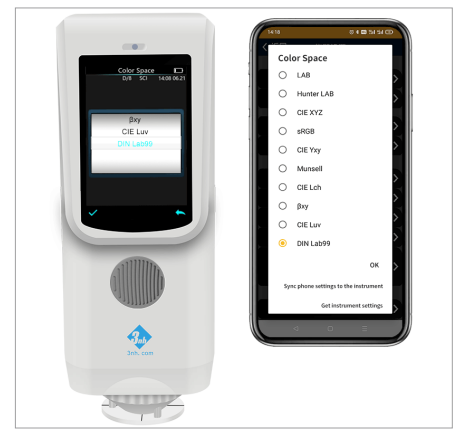 Color Space
D/8 SCI 14:08 06.21
βxy
CIE Luv
DIN Lab99
3nh
3nh.com
14:18
Color Space
LAB
Hunter LAB
CIE XYZ
sRGB
CIE Yxy
Munsell
CIE Lch
βxy
CIE Luv
DIN Lab99
OK
Sync phone settings to the instrument
Get instrument settings